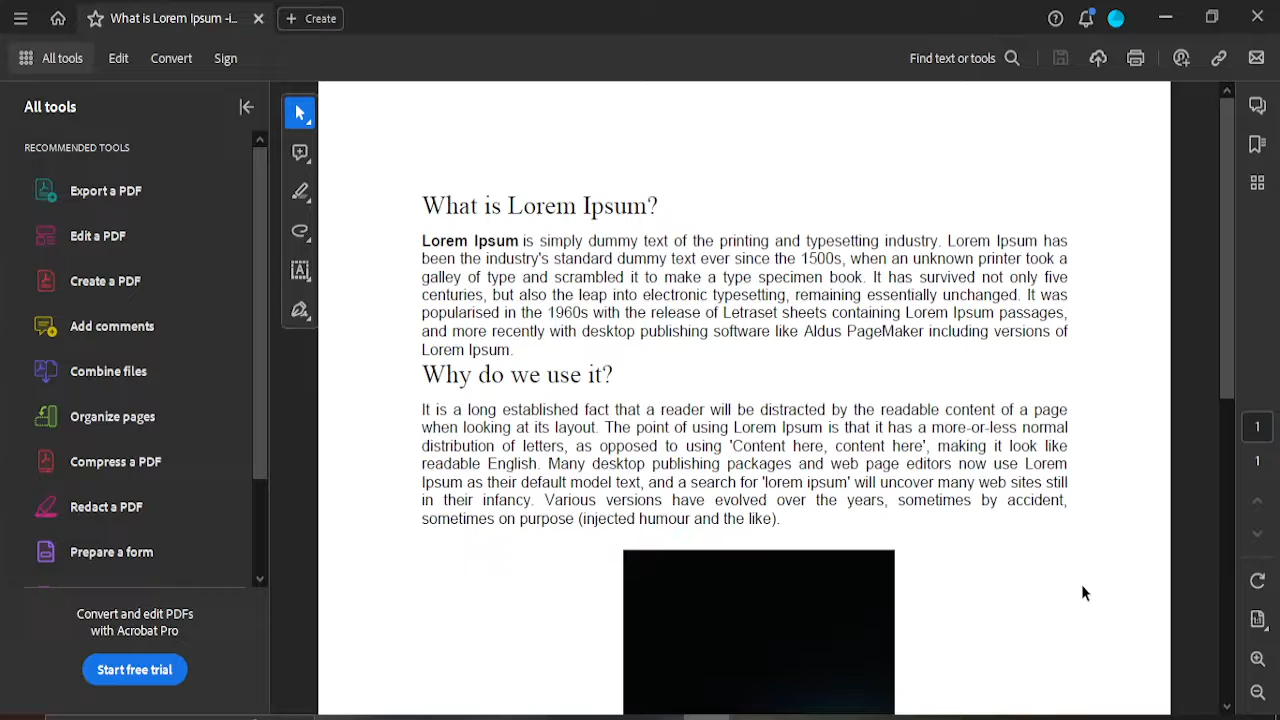 What is Lorem Ipsum -i...
Create
All tools
Edit
Convert
Sign
Find text or tools
All tools
RECOMMENDED TOOLS
Export a PDF
Edit a PDF
Create a PDF
Add comments
Combine files
Organize pages
Compress a PDF
Redact a PDF
Prepare a form
Convert and edit PDFs
with Acrobat Pro
Start free trial
What is Lorem Ipsum?
Lorem Ipsum is simply dummy text of the printing and typesetting industry. Lorem Ipsum has
been the industry's standard dummy text ever since the 1500s, when an unknown printer took a
galley of type and scrambled it to make a type specimen book. It has survived not only five
centuries, but also the leap into electronic typesetting, remaining essentially unchanged. It was
popularised in the 1960s with the release of Letraset sheets containing Lorem Ipsum passages,
and more recently with desktop publishing software like Aldus PageMaker including versions of
Lorem Ipsum.
Why do we use it?
It is a long established fact that a reader will be distracted by the readable content of a page
when looking at its layout. The point of using Lorem Ipsum is that it has a more-or-less normal
distribution of letters, as opposed to using 'Content here, content here', making it look like
readable English. Many desktop publishing packages and web page editors now use Lorem
Ipsum as their default model text, and a search for 'lorem ipsum' will uncover many web sites still
in their infancy. Various versions have evolved over the years, sometimes by accident,
sometimes on purpose (injected humour and the like).
1
1